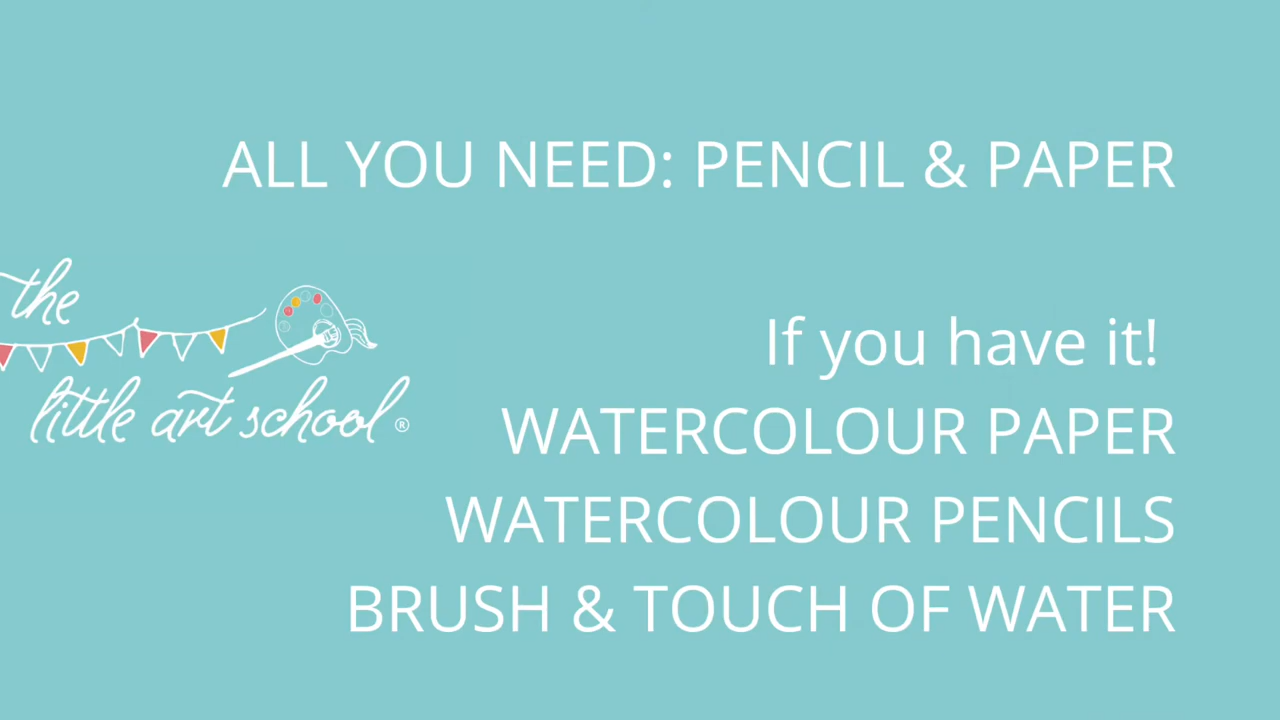 ALL YOU NEED: PENCIL & PAPER
the
little art school®
If you have it!
WATERCOLOUR PAPER
WATERCOLOUR PENCILS
BRUSH & TOUCH OF WATER